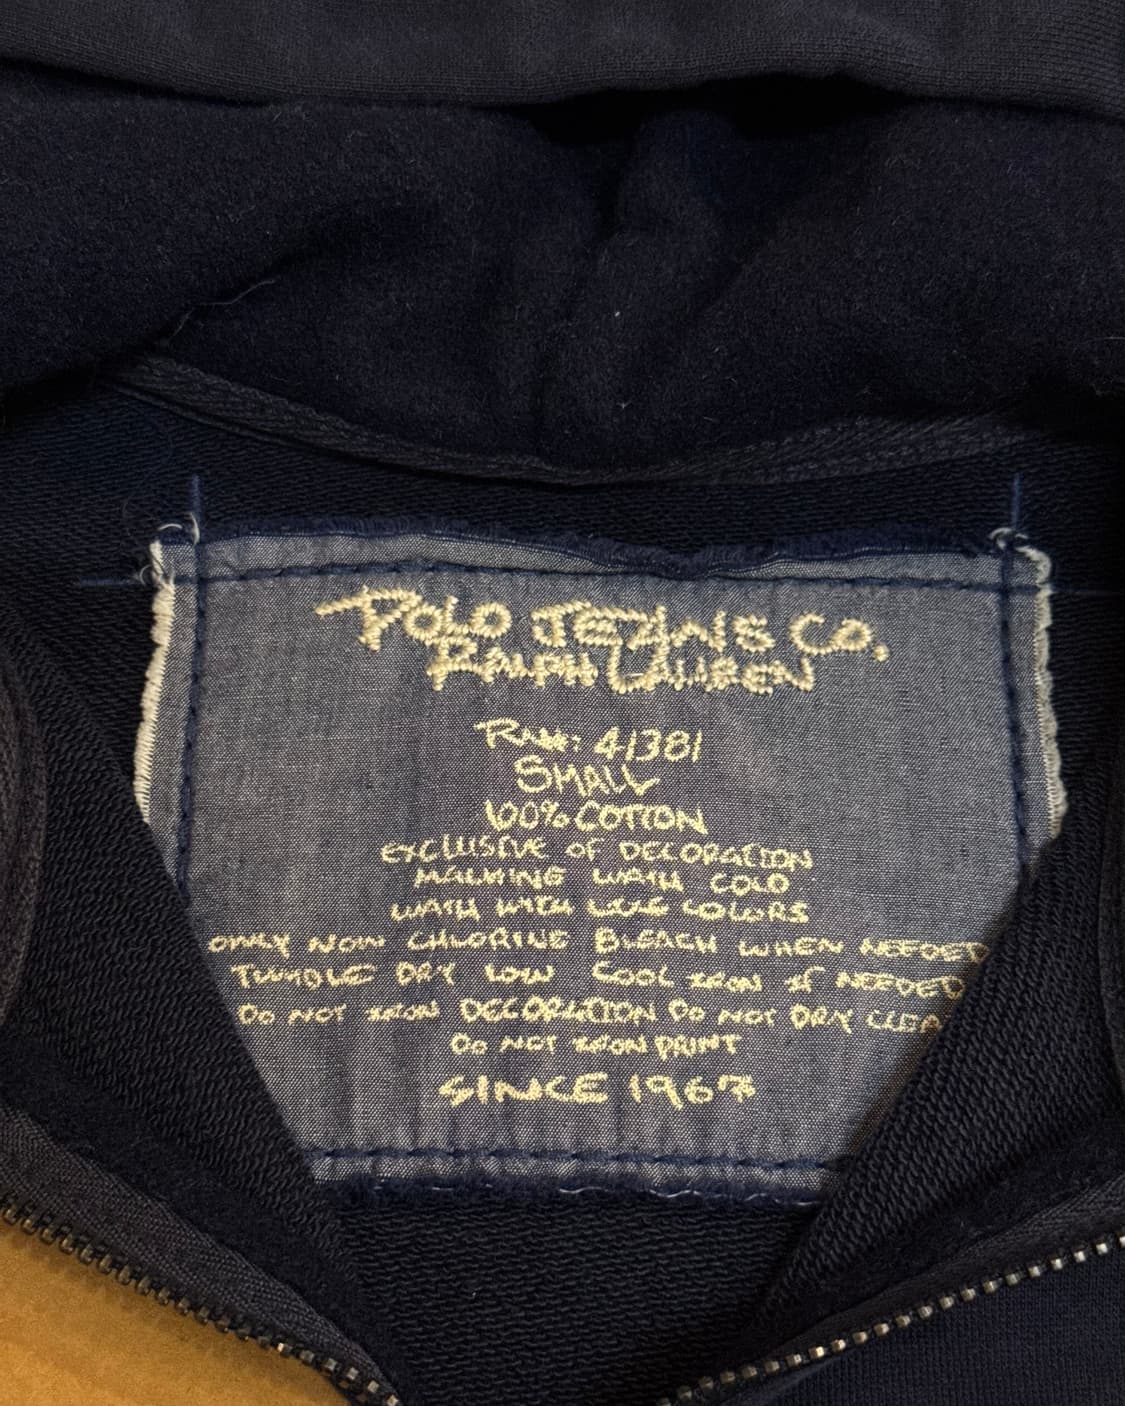 POLO JEANS CO.
RALPH LAUREN
RN#: 41381
SMALL
100% COTTON
EXCLUSIVE OF DECORATION
MACHINE WASH COLD
WASH WITH LIKE COLORS
ONLY NON CHLORINE BLEACH WHEN NEEDED
TUMBLE DRY LOW COOL IRON IF NEEDED
DO NOT IRON DECORATION DO NOT DRY CLEA
DO NOT IRON PRINT
SINCE 1967